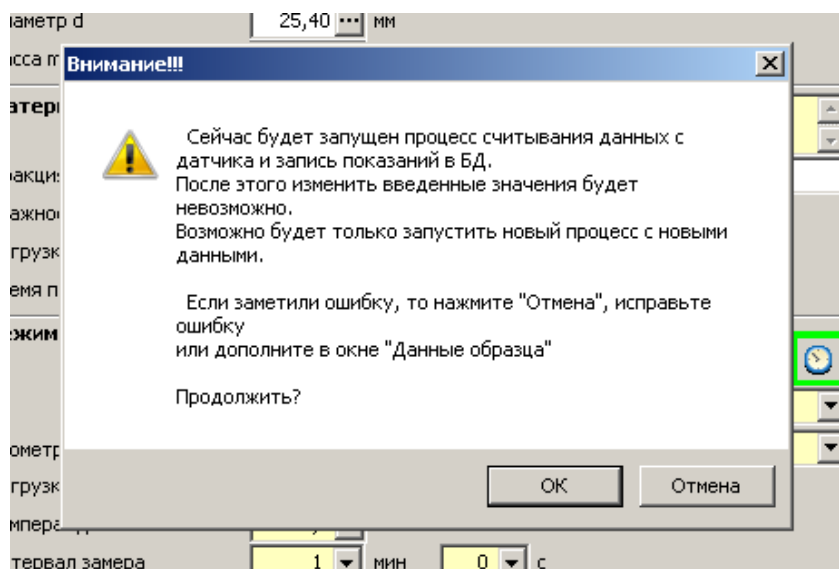 d 25,40 мм
Внимание!!!
Сейчас будет запущен процесс считывания данных с
датчика и запись показаний в БД.
После этого изменить введенные значения будет
невозможно.
Возможно будет только запустить новый процесс с новыми
данными.
Если заметили ошибку, то нажмите "Отмена", исправьте
ошибку
или дополните в окне "Данные образца"
Продолжить?
OK Отмена
замера 1 мин 0 с